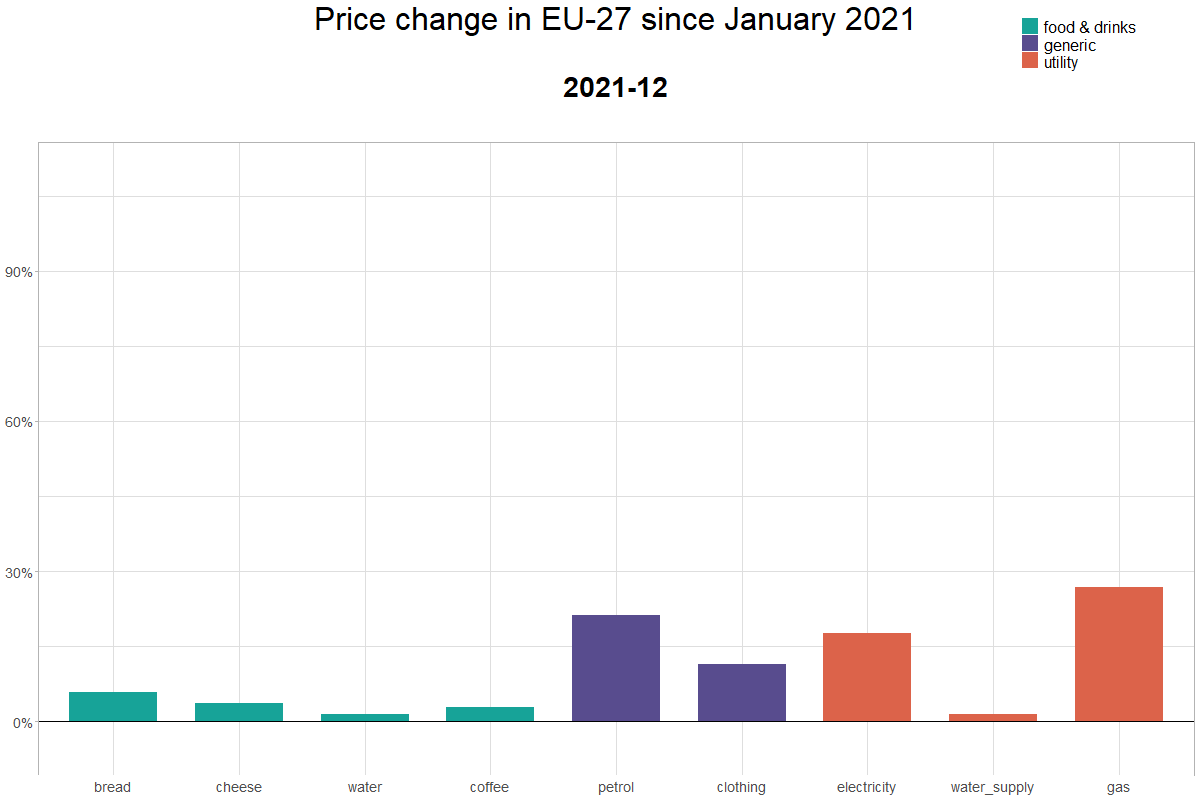 Price change in EU-27 since January 2021
food & drinks
generic
utility
2021-12
90%
60%
30%
0%
bread cheese water coffee petrol clothing electricity water_supply gas